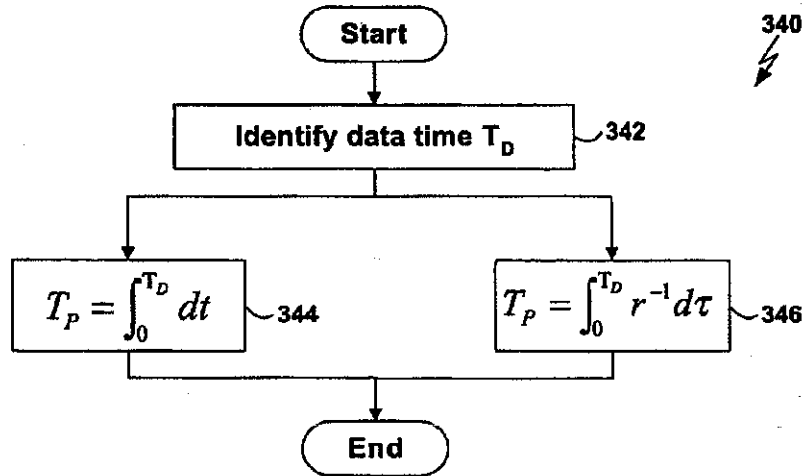 Start
340
Identify data time T_D
342
T_P = ∫_0^{T_D} dt
344
T_P = ∫_0^{T_D} r^{-1} dτ
346
End